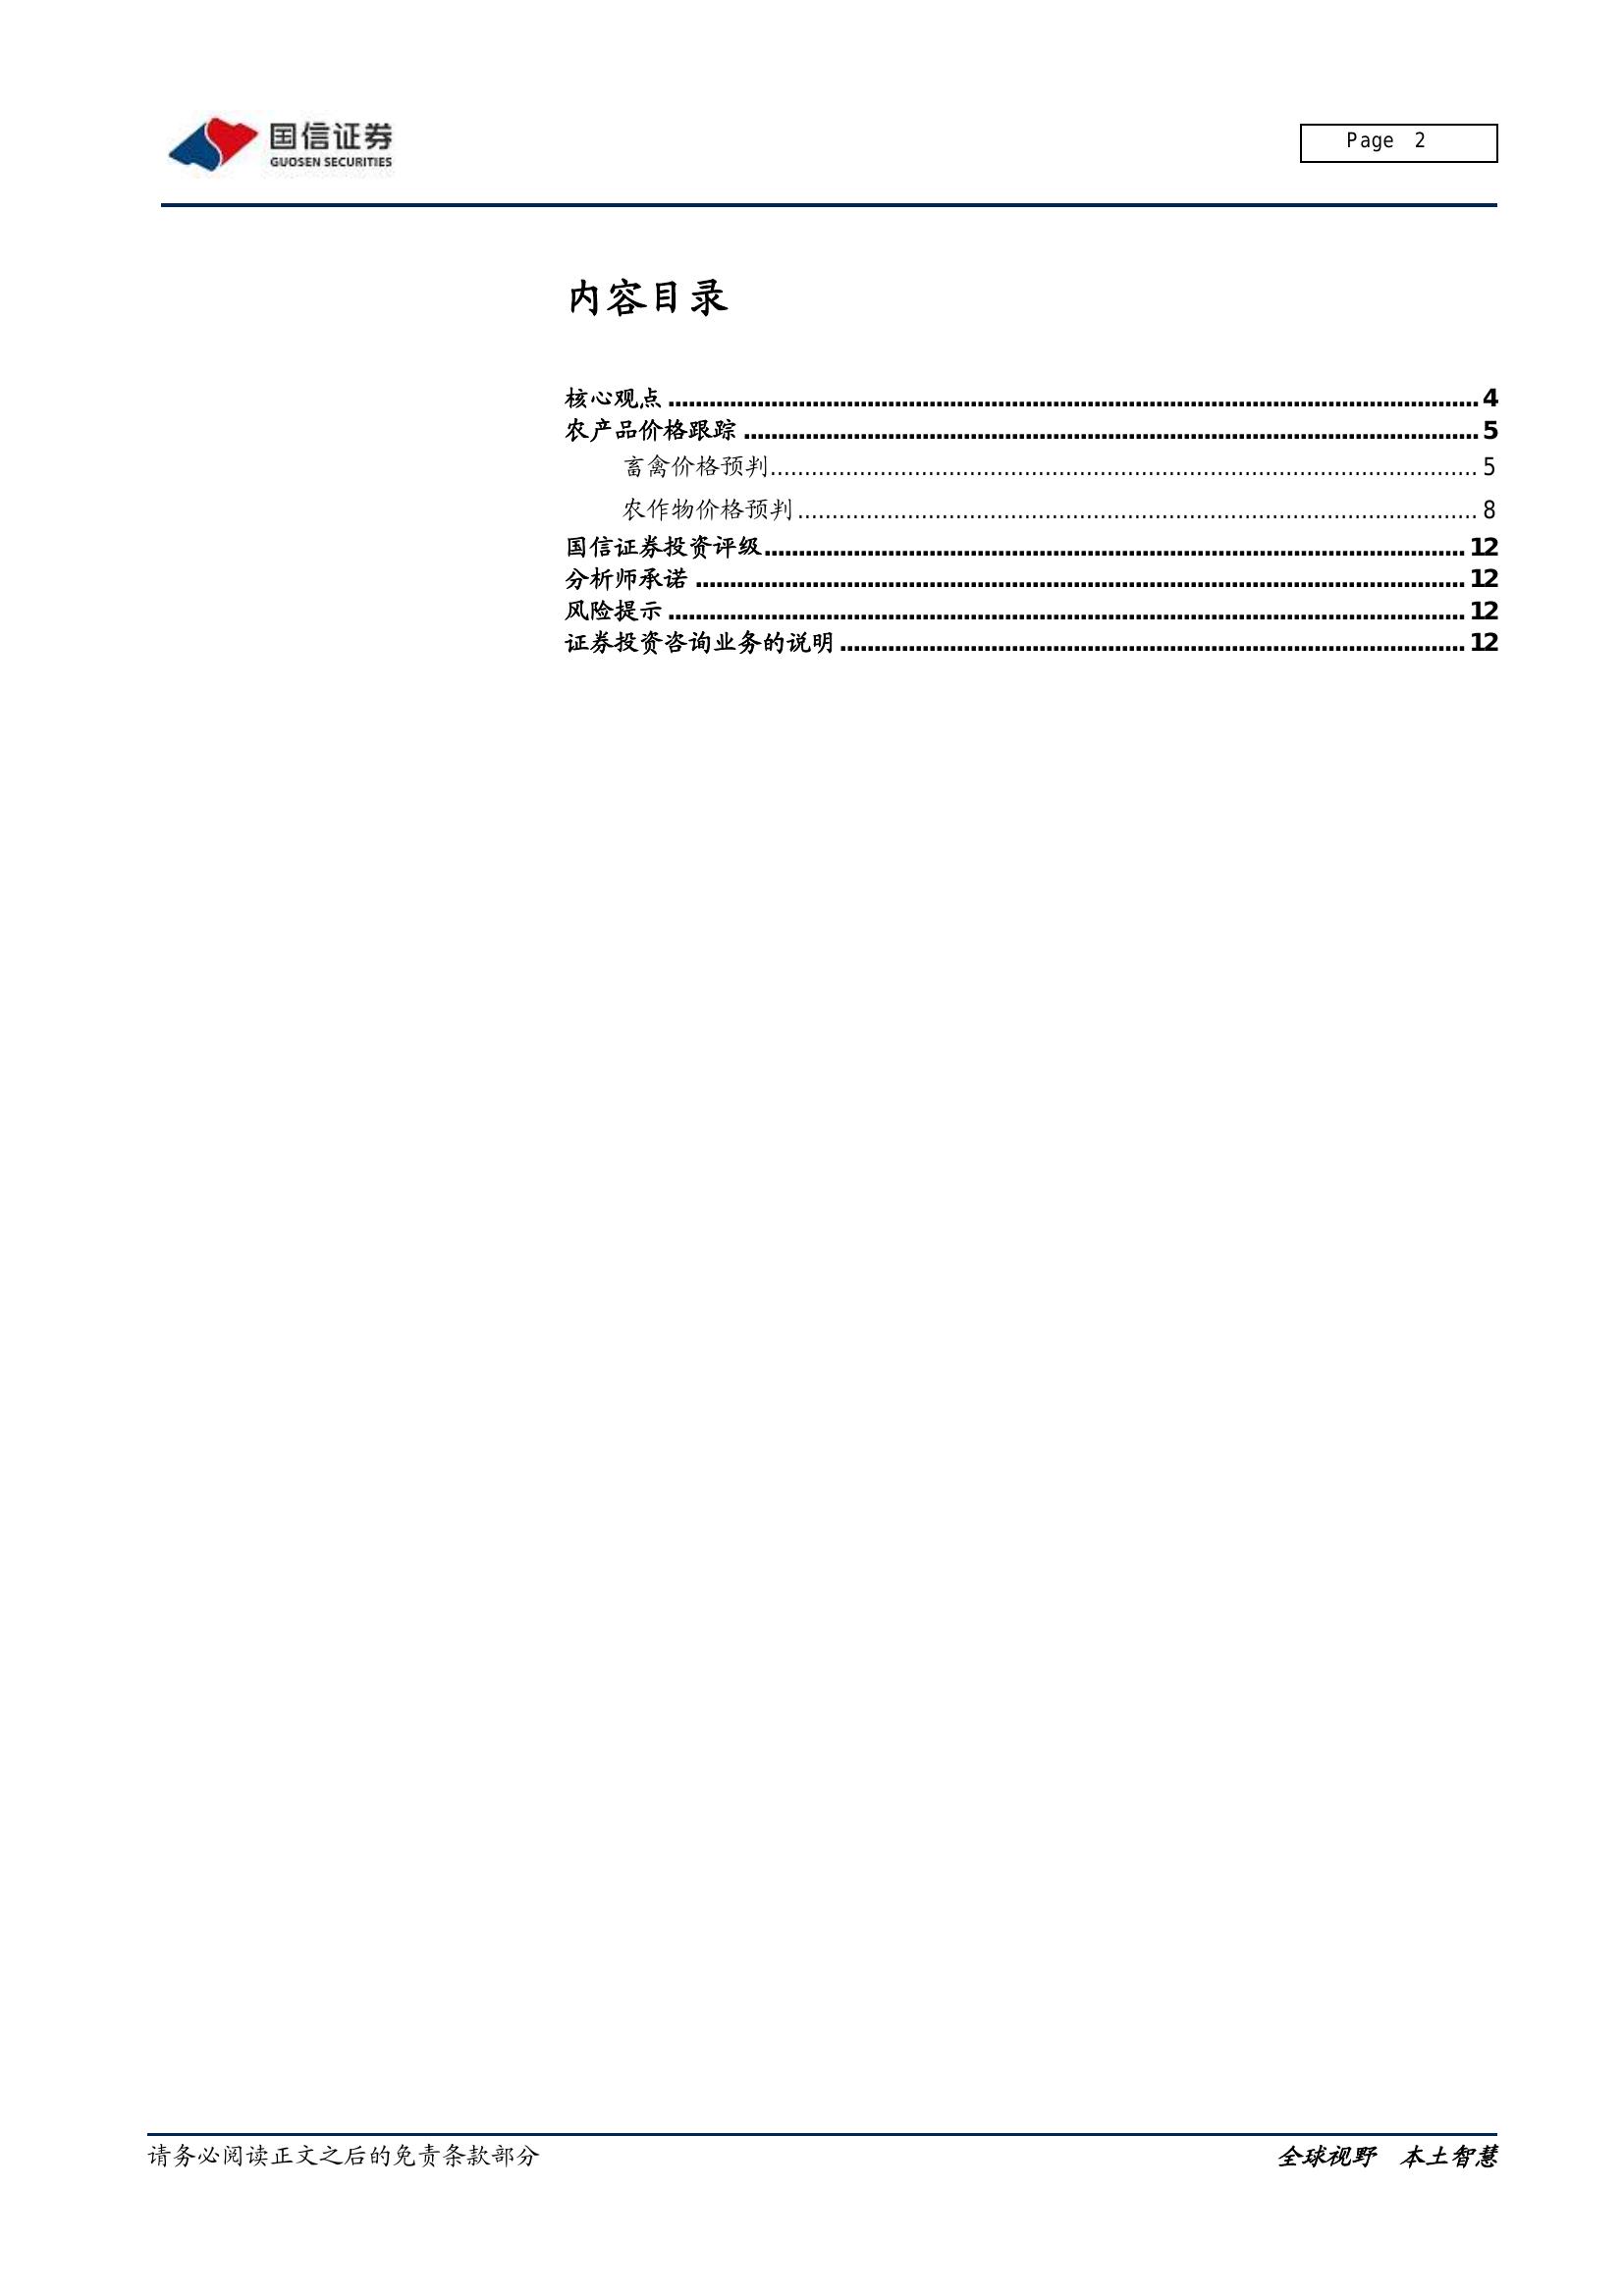 国信证券
GUOSEN SECURITIES
Page 2
内容目录
核心观点 ........................................................................ 4
农产品价格跟踪 ........................................................................ 5
畜禽价格预判........................................................................ 5
农作物价格预判 ........................................................................ 8
国信证券投资评级........................................................................ 12
分析师承诺 ........................................................................ 12
风险提示 ........................................................................ 12
证券投资咨询业务的说明 ........................................................................ 12
请务必阅读正文之后的免责条款部分
全球视野 本土智慧